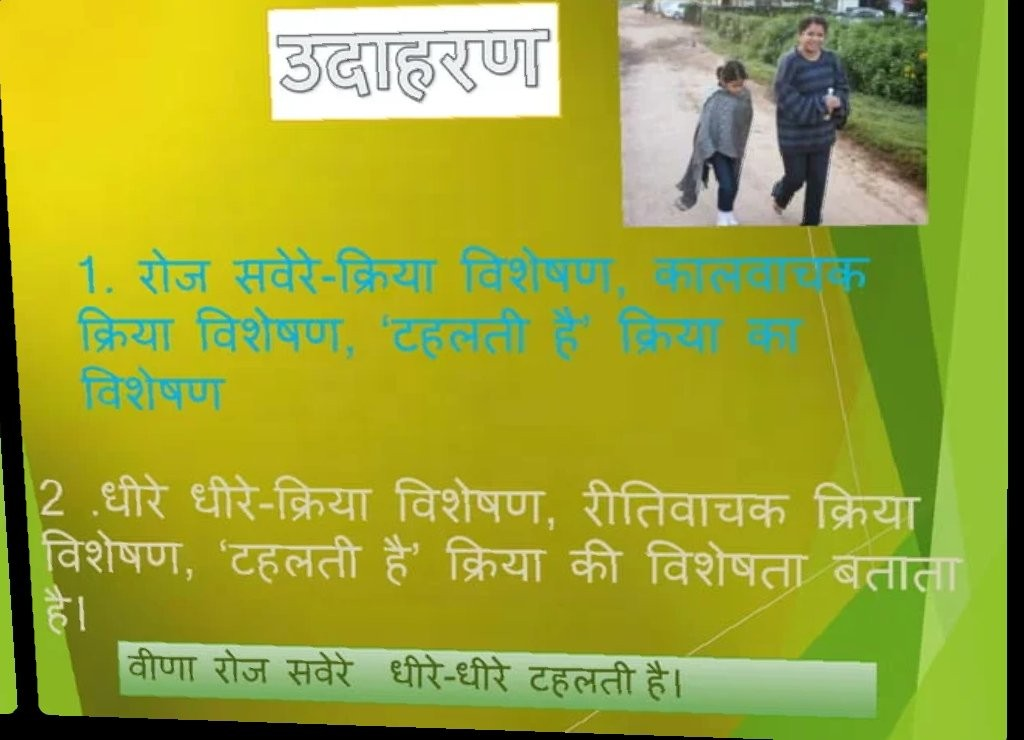 उदाहरण
1. रोज सवेरे-क्रिया विशेषण, कालवाचक
क्रिया विशेषण, ‘टहलती है’ क्रिया का
विशेषण
2 .धीरे धीरे-क्रिया विशेषण, रीतिवाचक क्रिया
विशेषण, ‘टहलती है’ क्रिया की विशेषता बताता
है।
वीणा रोज सवेरे धीरे-धीरे टहलती है।